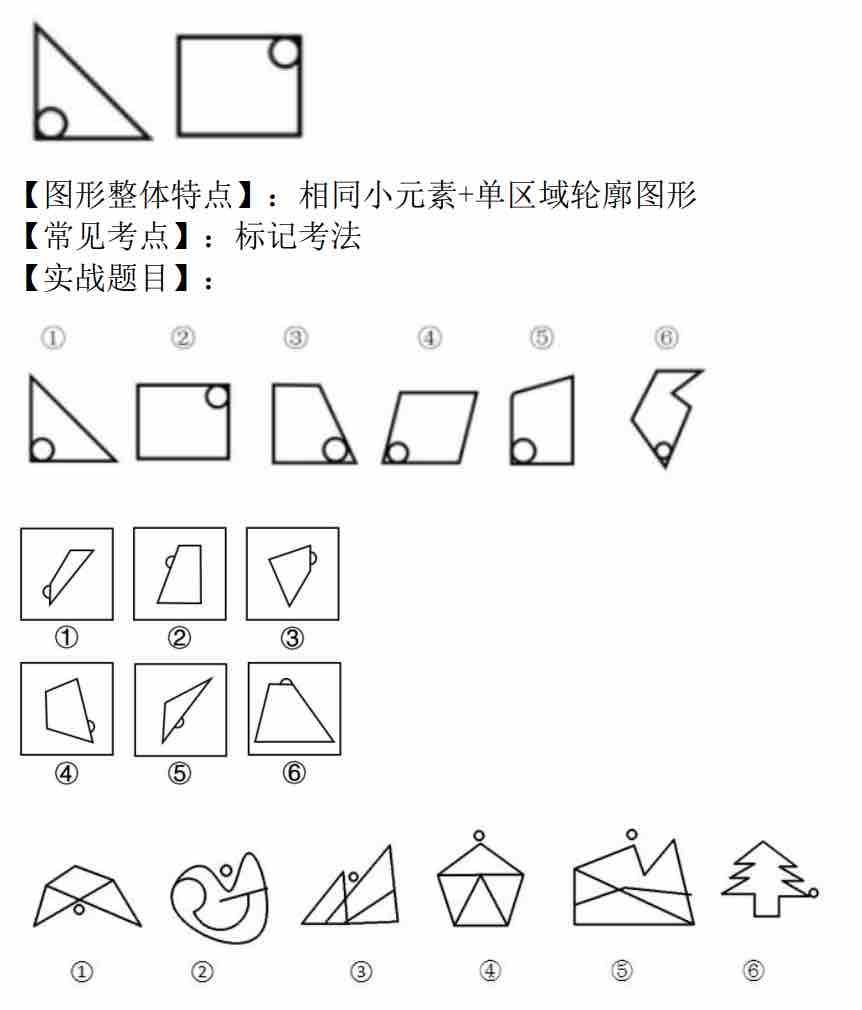 【图形整体特点】：相同小元素+单区域轮廓图形
【常见考点】：标记考法
【实战题目】：
① ② ③ ④ ⑤ ⑥
① ② ③
④ ⑤ ⑥
① ② ③ ④ ⑤ ⑥